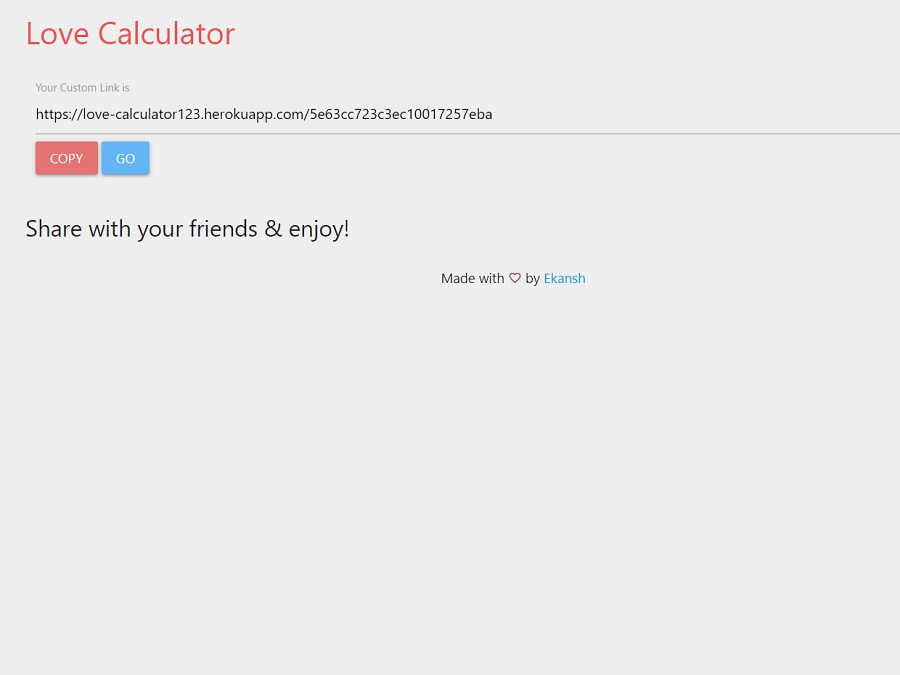 Love Calculator
Your Custom Link is
https://love-calculator123.herokuapp.com/5e63cc723c3ec10017257eba
COPY GO
Share with your friends & enjoy!
Made with ♡ by Ekansh